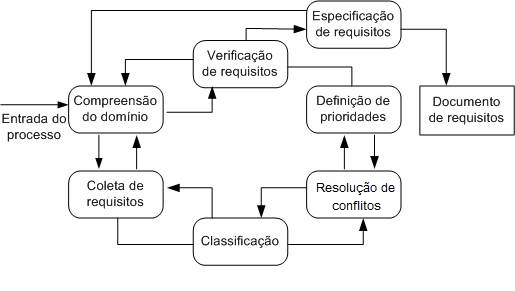 Especificação
de requisitos
Verificação
de requisitos
Compreensão
do domínio
Definição de
prioridades
Documento
de requisitos
Entrada do
processo
Coleta de
requisitos
Resolução de
conflitos
Classificação